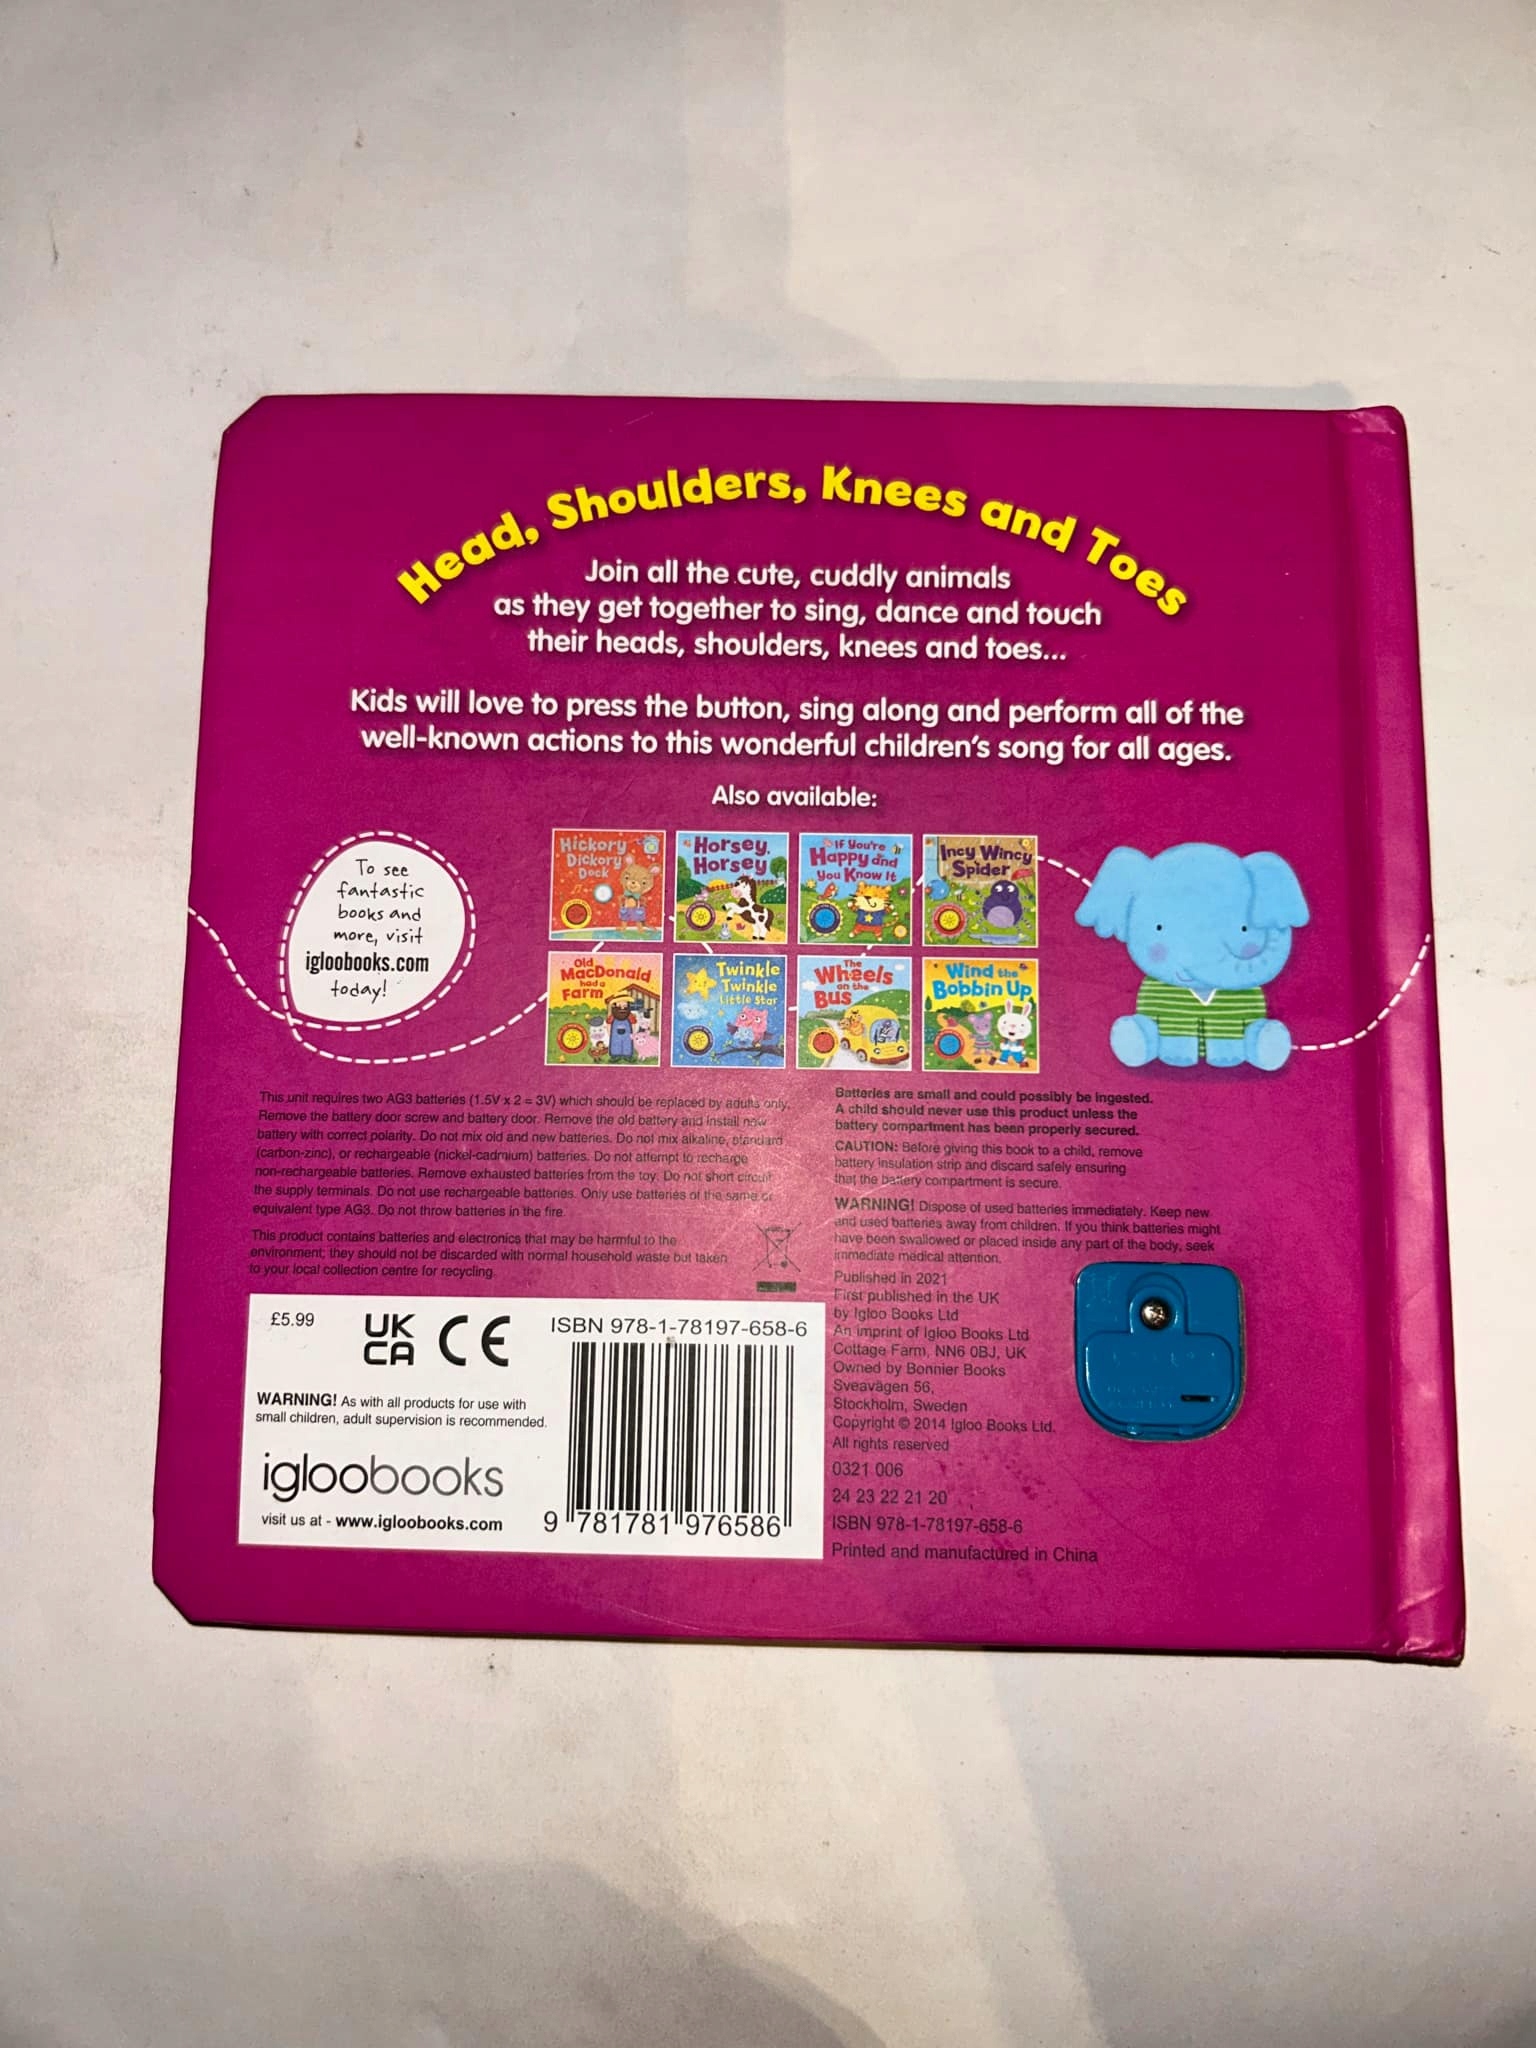 Head, Shoulders, Knees and Toes
Join all the cute, cuddly animals
as they get together to sing, dance and touch
their heads, shoulders, knees and toes...
Kids will love to press the button, sing along and perform all of the
well-known actions to this wonderful children's song for all ages.
Also available:
To see
fantastic
books and
more, visit
igloobooks.com
today!
Hickory
Dickory
Dock
Horsey,
Horsey
If You're
Happy and
You Know It
Incy Wincy
Spider
Old
MacDonald
had a
Farm
Twinkle
Twinkle
Little Star
The
Wheels
on the
Bus
Wind the
Bobbin Up
This unit requires two AG3 batteries (1.5V x 2 = 3V) which should be replaced by adults only.
Remove the battery door screw and battery door. Remove the old battery and install new
battery with correct polarity. Do not mix old and new batteries. Do not mix alkaline, standard
(carbon-zinc), or rechargeable (nickel-cadmium) batteries. Do not attempt to recharge
non-rechargeable batteries. Remove exhausted batteries from the toy. Do not short circuit
the supply terminals. Do not use rechargeable batteries. Only use batteries of the same or
equivalent type AG3. Do not throw batteries in the fire.
This product contains batteries and electronics that may be harmful to the
environment; they should not be discarded with normal household waste but taken
to your local collection centre for recycling.
Batteries are small and could possibly be ingested.
A child should never use this product unless the
battery compartment has been properly secured.
CAUTION: Before giving this book to a child, remove
battery insulation strip and discard safely ensuring
that the battery compartment is secure.
WARNING! Dispose of used batteries immediately. Keep new
and used batteries away from children. If you think batteries might
have been swallowed or placed inside any part of the body, seek
immediate medical attention.
Published in 2021
First published in the UK
by Igloo Books Ltd
An imprint of Igloo Books Ltd
Cottage Farm, NN6 0BJ, UK
Owned by Bonnier Books
Sveavägen 56,
Stockholm, Sweden
Copyright © 2014 Igloo Books Ltd.
All rights reserved
0321 006
24 23 22 21 20
ISBN 978-1-78197-658-6
Printed and manufactured in China
£5.99
UK
CA
CE
ISBN 978-1-78197-658-6
WARNING! As with all products for use with
small children, adult supervision is recommended.
igloobooks
visit us at - www.igloobooks.com
9 781781 976586